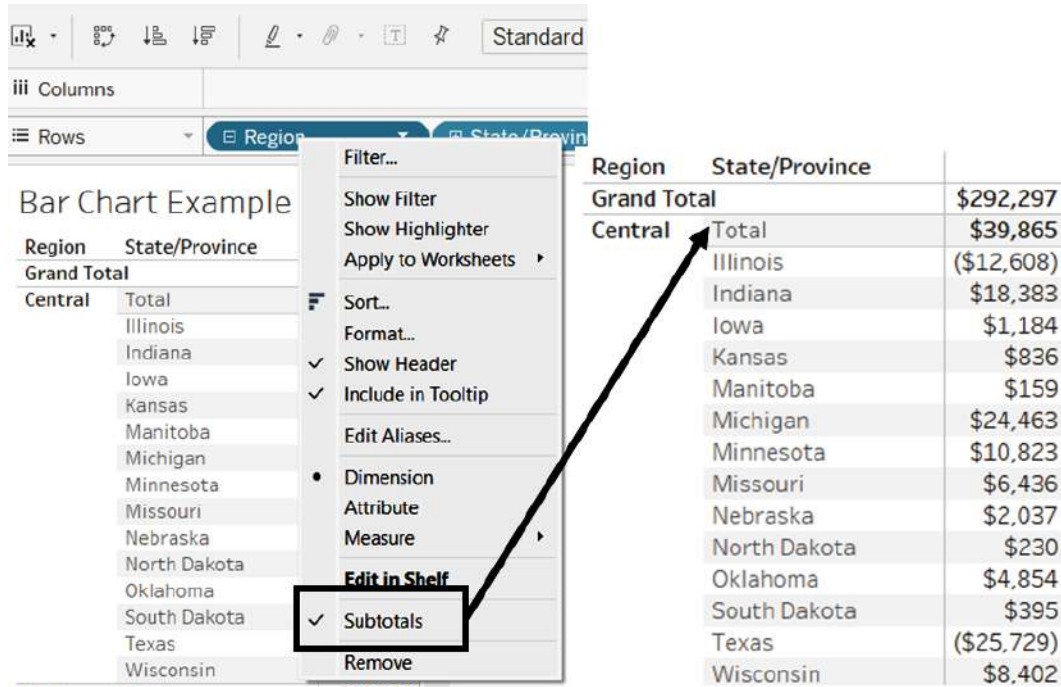 Standard
iii Columns
Rows
Region
State/Provin
Bar Chart Example
Region State/Province
Grand Total
Central Total
Illinois
Indiana
Iowa
Kansas
Manitoba
Michigan
Minnesota
Missouri
Nebraska
North Dakota
Oklahoma
South Dakota
Texas
Wisconsin
Filter...
Show Filter
Show Highlighter
Apply to Worksheets
Sort...
Format...
Show Header
Include in Tooltip
Edit Aliases...
Dimension
Attribute
Measure
Edit in Shelf
Subtotals
Remove
Region State/Province
Grand Total $292,297
Central Total $39,865
Illinois ($12,608)
Indiana $18,383
Iowa $1,184
Kansas $836
Manitoba $159
Michigan $24,463
Minnesota $10,823
Missouri $6,436
Nebraska $2,037
North Dakota $230
Oklahoma $4,854
South Dakota $395
Texas ($25,729)
Wisconsin $8,402